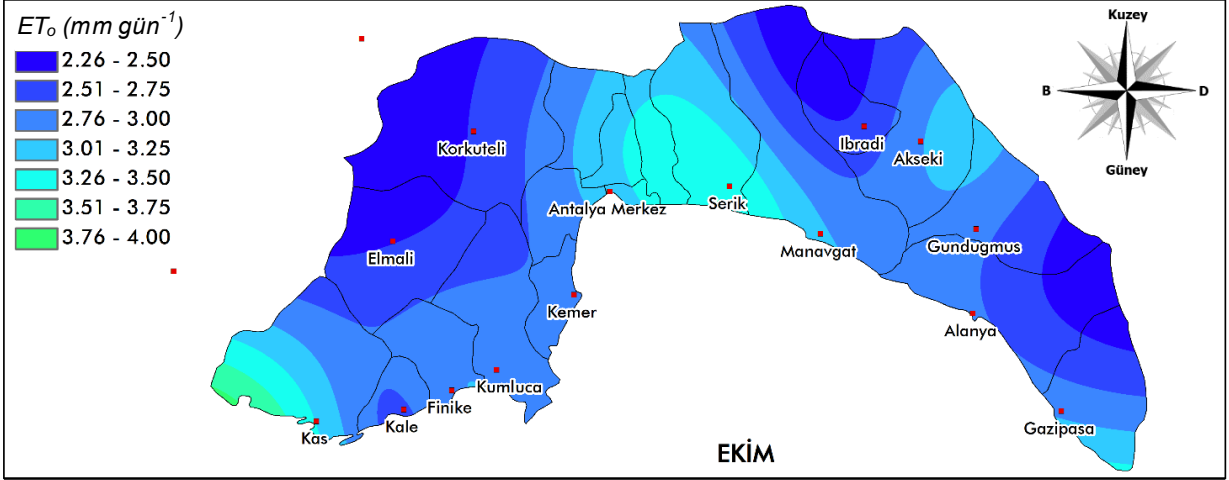 ETo (mm gün-1)
2.26 - 2.50
2.51 - 2.75
2.76 - 3.00
3.01 - 3.25
3.26 - 3.50
3.51 - 3.75
3.76 - 4.00
Kuzey
B
D
Güney
Korkuteli
Ibradi
Akseki
Antalya Merkez
Serik
Elmali
Manavgat
Gundugmus
Kemer
Alanya
Kumluca
Finike
Kale
Kas
Gazipasa
EKİM